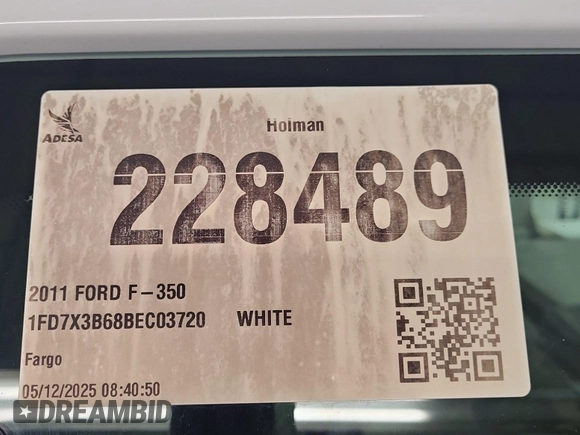 ADESA
Holman
228489
2011 FORD F-350
1FD7X3B68BEC03720 WHITE
Fargo
05/12/2025 08:40:50
DREAMBID